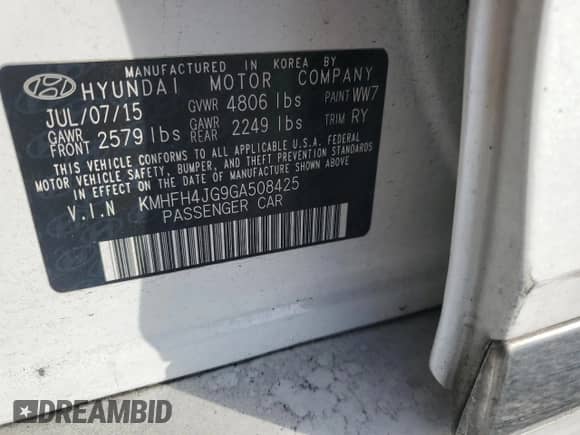 MANUFACTURED IN KOREA BY
HYUNDAI MOTOR COMPANY
JUL/07/15 GVWR 4806 lbs PAINT WW7
GAWR FRONT 2579 lbs GAWR REAR 2249 lbs TRIM RY
THIS VEHICLE CONFORMS TO ALL APPLICABLE U.S.A. FEDERAL
MOTOR VEHICLE SAFETY, BUMPER, AND THEFT PREVENTION
STANDARDS IN EFFECT ON THE DATE OF MANUFACTURE SHOWN ABOVE.
V.I.N KMHFH4JG9GA508425
PASSENGER CAR
DREAMBID